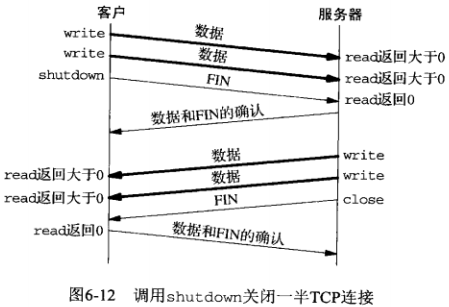 客户
服务器
write
数据
write
数据
read返回大于0
shutdown
FIN
read返回大于0
read返回0
数据和FIN的确认
数据
write
read返回大于0
数据
write
read返回大于0
FIN
close
read返回0
数据和FIN的确认
图6-12 调用shutdown关闭一半TCP连接